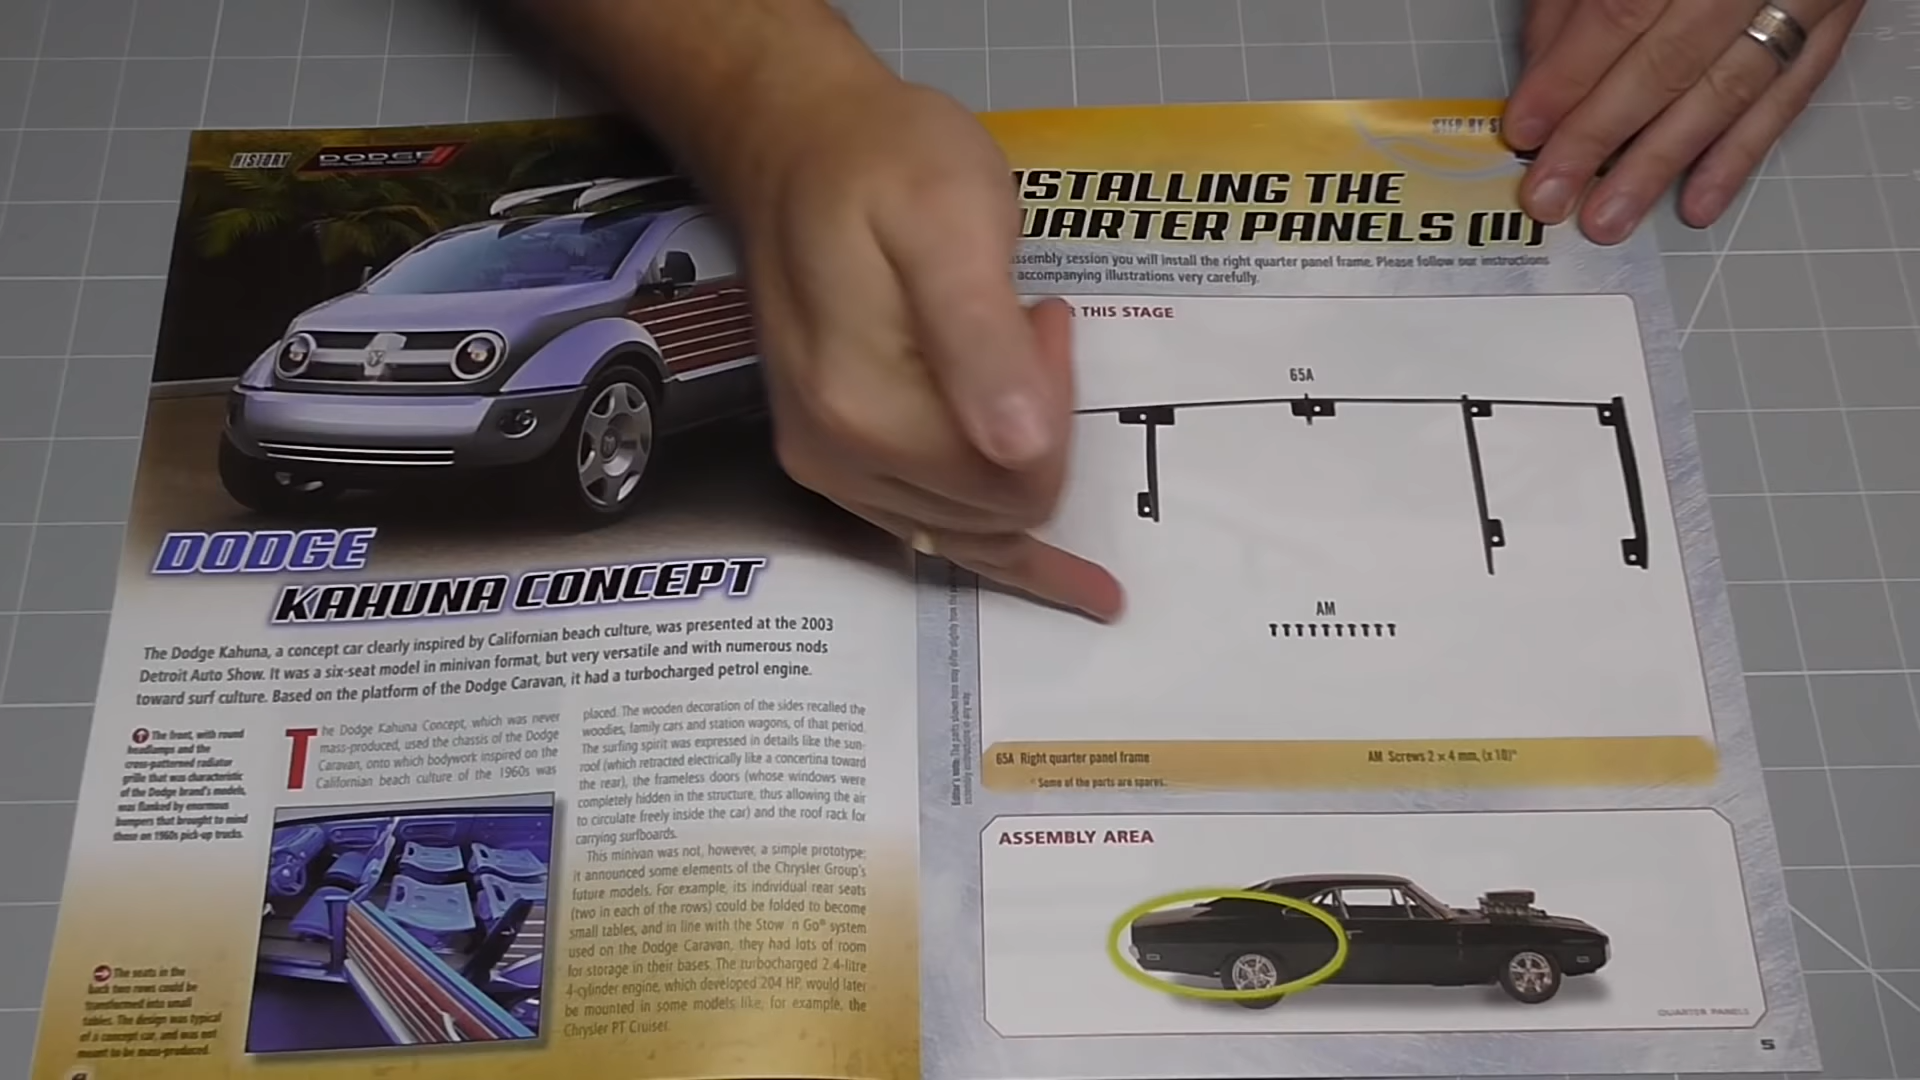 HISTORY DODGE
DODGE
KAHUNA CONCEPT
The Dodge Kahuna, a concept car clearly inspired by Californian beach culture, was presented at the 2003
Detroit Auto Show. It was a six-seat model in minivan format, but very versatile and with numerous nods
toward surf culture. Based on the platform of the Dodge Caravan, it had a turbocharged petrol engine.
The front, with round
headlamps and the
cross-patterned radiator
grille that was characteristic
of the Dodge brand's models,
was flanked by enormous
bumpers that brought to mind
those on 1960s pick-up trucks.
The Dodge Kahuna Concept, which was never
mass-produced, used the chassis of the Dodge
Caravan, onto which bodywork inspired on the
Californian beach culture of the 1960s was
placed. The wooden decoration of the sides recalled the
woodies, family cars and station wagons, of that period.
The surfing spirit was expressed in details like the sun-
roof (which retracted electrically like a concertina toward
the rear), the frameless doors (whose windows were
completely hidden in the structure, thus allowing the air
to circulate freely inside the car) and the roof rack for
carrying surfboards.
This minivan was not, however, a simple prototype:
it announced some elements of the Chrysler Group's
future models. For example, its individual rear seats
(two in each of the rows) could be folded to become
small tables, and in line with the Stow 'n Go® system
used on the Dodge Caravan, they had lots of room
for storage in their bases. The turbocharged 2.4-litre
4-cylinder engine, which developed 204 HP, would later
be mounted in some models like, for example, the
Chrysler PT Cruiser.
The seats in the
back two rows could be
transformed into small
tables. The design was typical
of a concept car, and was not
meant to be mass-produced.
STEP BY S
STALLING THE
UARTER PANELS (II)
ssembly session you will install the right quarter panel frame. Please follow our instructions
accompanying illustrations very carefully.
R THIS STAGE
65A
AM
65A Right quarter panel frame
AM Screws 2 x 4 mm, (x 10)*
* Some of the parts are spares.
ASSEMBLY AREA
QUARTER PANELS
5